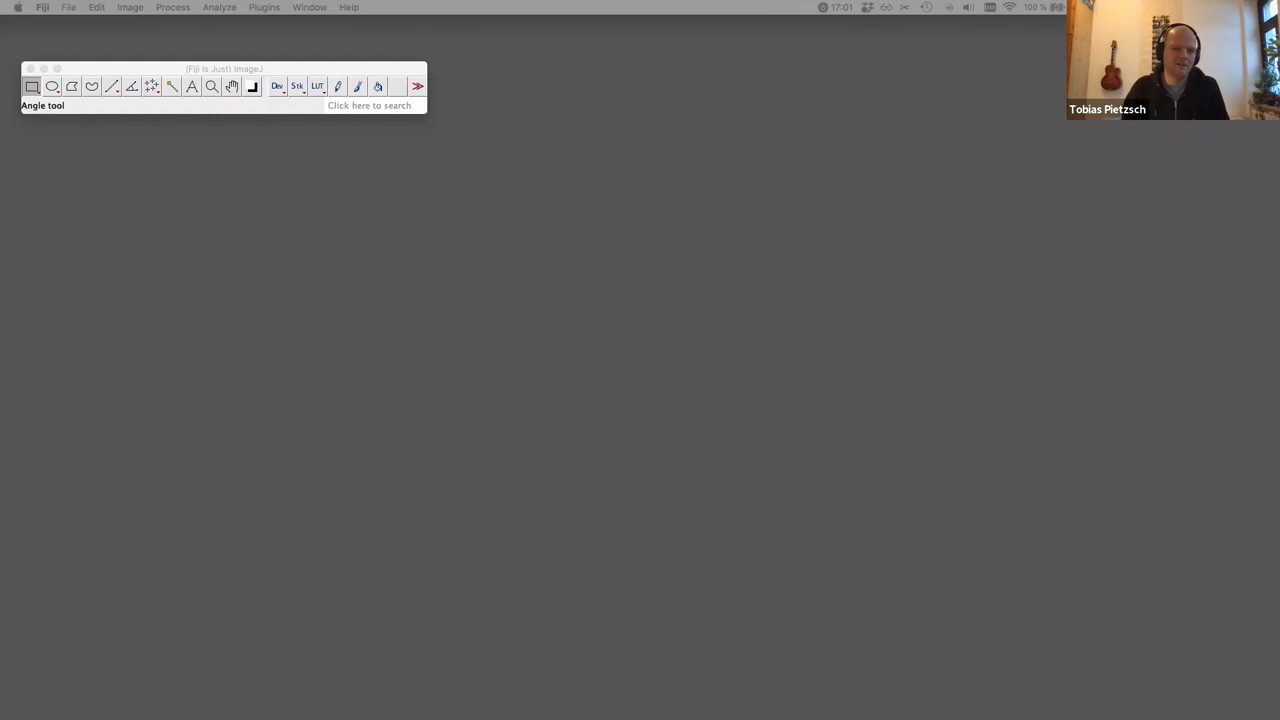 Fiji File Edit Image Process Analyze Plugins Window Help 17:01 100 %
(Fiji Is Just) ImageJ
A Dev Stk LUT >>
Angle tool Click here to search
Tobias Pietzsch